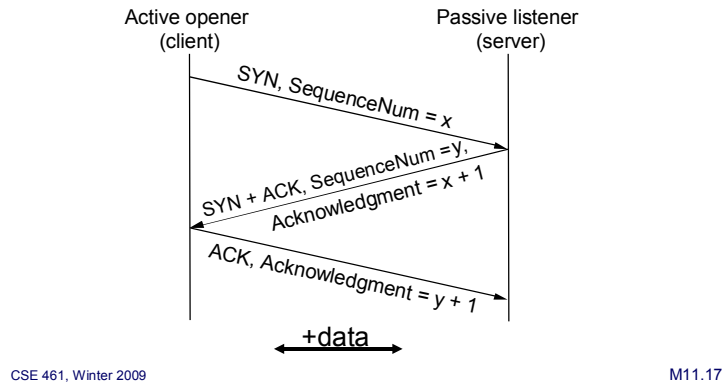 Active opener
(client)
Passive listener
(server)
SYN, SequenceNum = x
SYN + ACK, SequenceNum =y,
Acknowledgment = x + 1
ACK, Acknowledgment = y + 1
+data
CSE 461, Winter 2009
M11.17